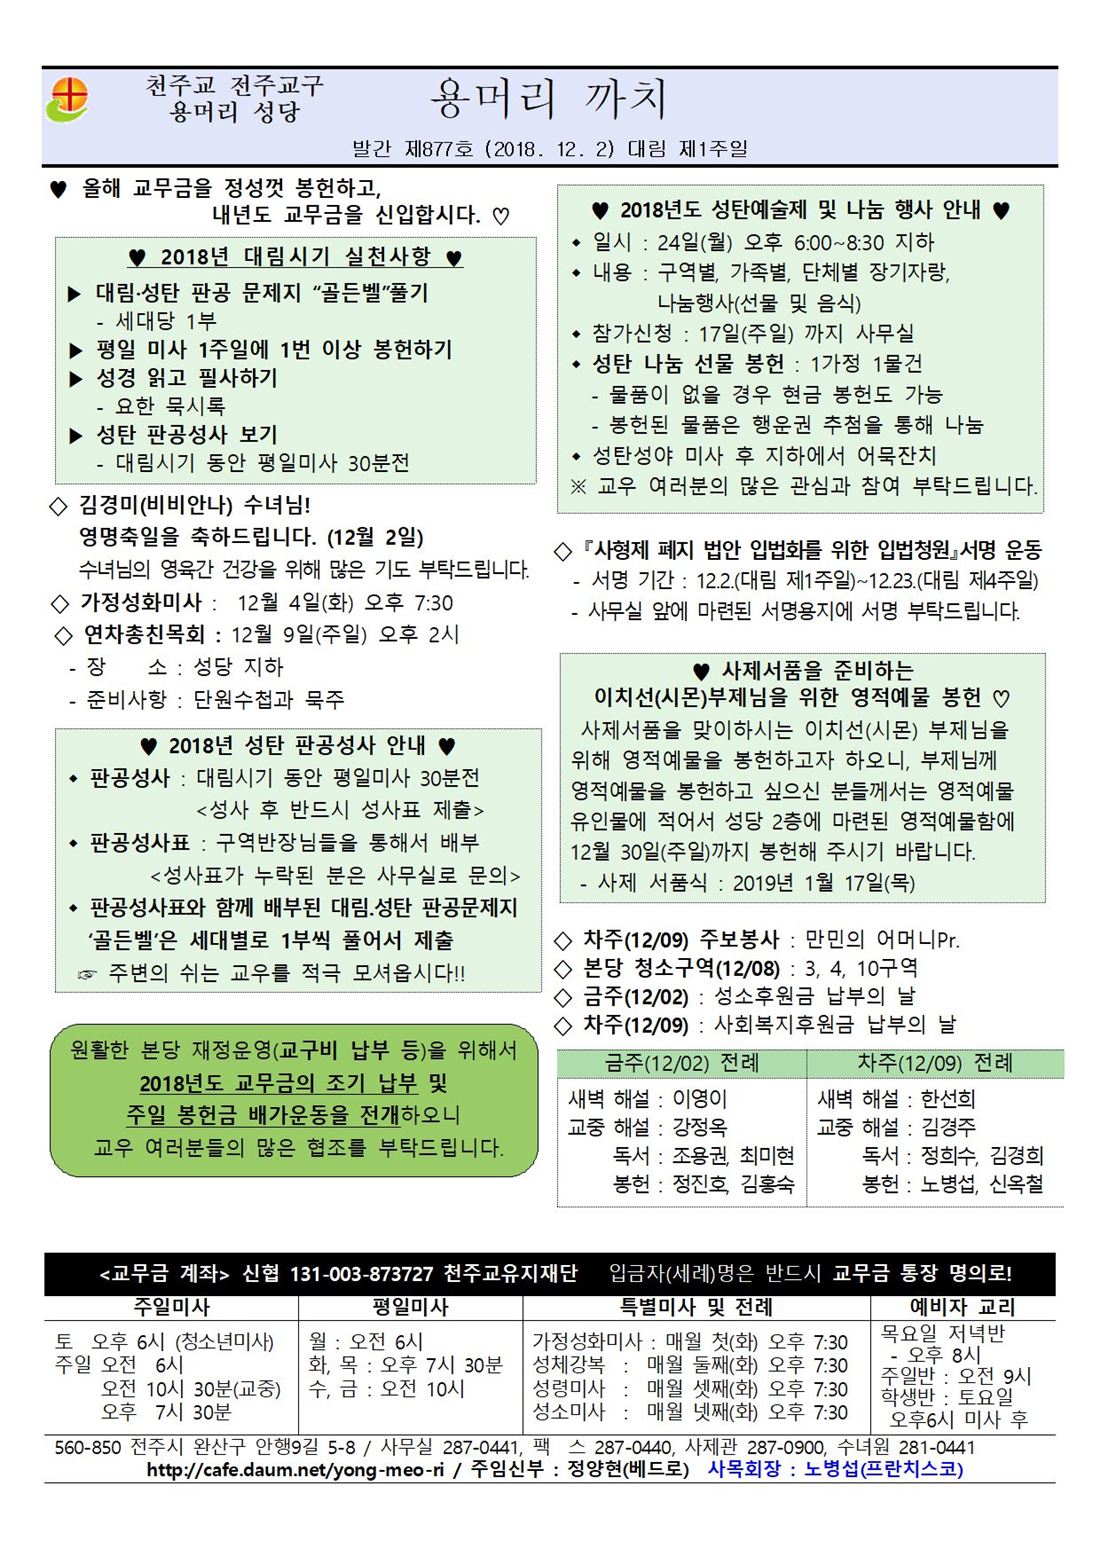 천주교 전주교구
용머리 성당
용머리 까치
발간 제877호 (2018. 12. 2) 대림 제1주일
♥ 올해 교무금을 정성껏 봉헌하고,
내년도 교무금을 신입합시다. ♡
♥ 2018년 대림시기 실천사항 ♥
▶ 대림·성탄 판공 문제지 “골든벨”풀기
- 세대당 1부
▶ 평일 미사 1주일에 1번 이상 봉헌하기
▶ 성경 읽고 필사하기
- 요한 묵시록
▶ 성탄 판공성사 보기
- 대림시기 동안 평일미사 30분전
◇ 김경미(비비안나) 수녀님!
영명축일을 축하드립니다. (12월 2일)
수녀님의 영육간 건강을 위해 많은 기도 부탁드립니다.
◇ 가정성화미사 : 12월 4일(화) 오후 7:30
◇ 연차총친목회 : 12월 9일(주일) 오후 2시
- 장 소 : 성당 지하
- 준비사항 : 단원수첩과 묵주
♥ 2018년 성탄 판공성사 안내 ♥
◆ 판공성사 : 대림시기 동안 평일미사 30분전
<성사 후 반드시 성사표 제출>
◆ 판공성사표 : 구역반장님들을 통해서 배부
<성사표가 누락된 분은 사무실로 문의>
◆ 판공성사표와 함께 배부된 대림.성탄 판공문제지
‘골든벨’은 세대별로 1부씩 풀어서 제출
☞ 주변의 쉬는 교우를 적극 모셔옵시다!!
원활한 본당 재정운영(교구비 납부 등)을 위해서
2018년도 교무금의 조기 납부 및
주일 봉헌금 배가운동을 전개하오니
교우 여러분들의 많은 협조를 부탁드립니다.
♥ 2018년도 성탄예술제 및 나눔 행사 안내 ♥
◆ 일시 : 24일(월) 오후 6:00~8:30 지하
◆ 내용 : 구역별, 가족별, 단체별 장기자랑,
나눔행사(선물 및 음식)
◆ 참가신청 : 17일(주일) 까지 사무실
◆ 성탄 나눔 선물 봉헌 : 1가정 1물건
- 물품이 없을 경우 현금 봉헌도 가능
- 봉헌된 물품은 행운권 추첨을 통해 나눔
◆ 성탄성야 미사 후 지하에서 어묵잔치
※ 교우 여러분의 많은 관심과 참여 부탁드립니다.
◇ 『사형제 폐지 법안 입법화를 위한 입법청원』서명 운동
- 서명 기간 : 12.2.(대림 제1주일)~12.23.(대림 제4주일)
- 사무실 앞에 마련된 서명용지에 서명 부탁드립니다.
♥ 사제서품을 준비하는
이치선(시몬)부제님을 위한 영적예물 봉헌 ♡
사제서품을 맞이하시는 이치선(시몬) 부제님을
위해 영적예물을 봉헌하고자 하오니, 부제님께
영적예물을 봉헌하고 싶으신 분들께서는 영적예물
유인물에 적어서 성당 2층에 마련된 영적예물함에
12월 30일(주일)까지 봉헌해 주시기 바랍니다.
- 사제 서품식 : 2019년 1월 17일(목)
◇ 차주(12/09) 주보봉사 : 만민의 어머니Pr.
◇ 본당 청소구역(12/08) : 3, 4, 10구역
◇ 금주(12/02) : 성소후원금 납부의 날
◇ 차주(12/09) : 사회복지후원금 납부의 날
금주(12/02) 전례 차주(12/09) 전례
새벽 해설 : 이영이 새벽 해설 : 한선희
교중 해설 : 강정옥 교중 해설 : 김경주
독서 : 조용권, 최미현 독서 : 정희수, 김경희
봉헌 : 정진호, 김홍숙 봉헌 : 노병섭, 신옥철
<교무금 계좌> 신협 131-003-873727 천주교유지재단 입금자(세례)명은 반드시 교무금 통장 명의로!
주일미사 평일미사 특별미사 및 전례 예비자 교리
토 오후 6시 (청소년미사)
주일 오전 6시
오전 10시 30분(교중)
오후 7시 30분
월 : 오전 6시
화, 목 : 오후 7시 30분
수, 금 : 오전 10시
가정성화미사 : 매월 첫(화) 오후 7:30
성체강복 : 매월 둘째(화) 오후 7:30
성령미사 : 매월 셋째(화) 오후 7:30
성소미사 : 매월 넷째(화) 오후 7:30
목요일 저녁반
- 오후 8시
주일반 : 오전 9시
학생반 : 토요일
오후6시 미사 후
560-850 전주시 완산구 안행9길 5-8 / 사무실 287-0441, 팩 스 287-0440, 사제관 287-0900, 수녀원 281-0441
http://cafe.daum.net/yong-meo-ri / 주임신부 : 정양현(베드로) 사목회장 : 노병섭(프란치스코)